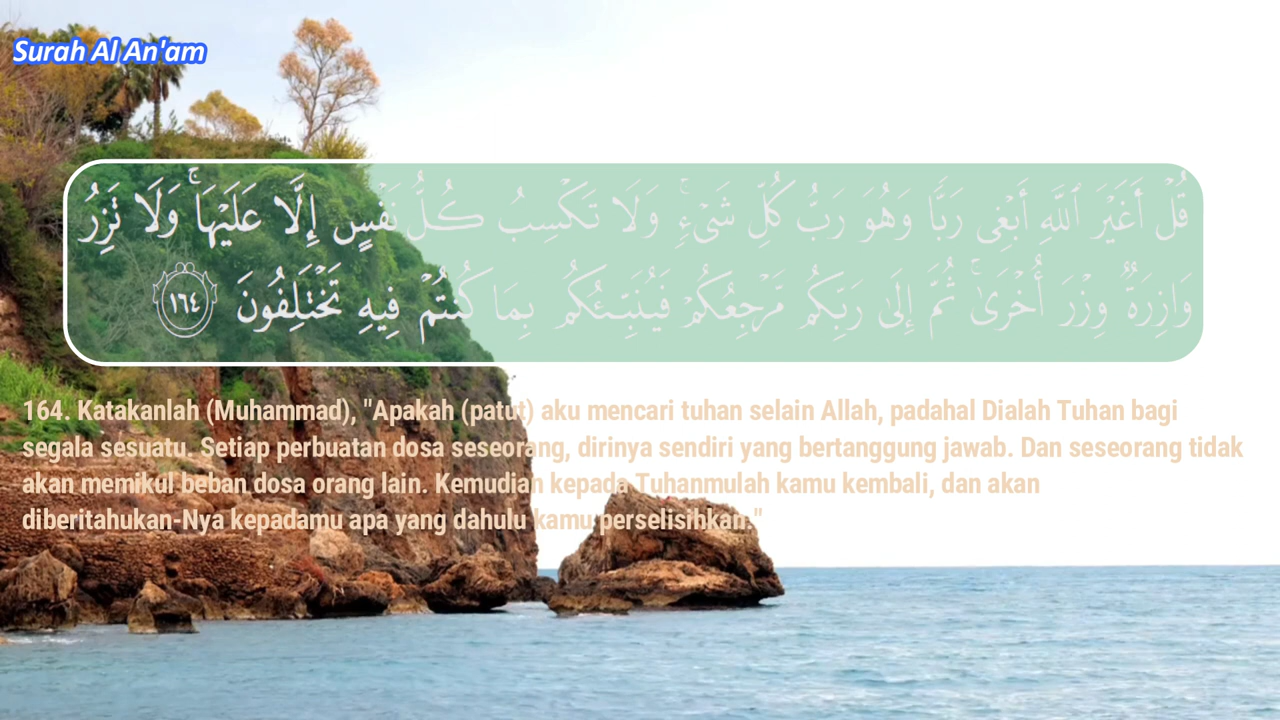 Surah Al An'am
قُلْ أَغَيْرَ ٱللَّهِ أَبْغِى رَبًّا وَهُوَ رَبُّ كُلِّ شَىْءٍ ۚ وَلَا تَكْسِبُ كُلُّ نَفْسٍ إِلَّا عَلَيْهَا ۚ وَلَا تَزِرُ
وَازِرَةٌ وِزْرَ أُخْرَىٰ ۚ ثُمَّ إِلَىٰ رَبِّكُم مَّرْجِعُكُمْ فَيُنَبِّئُكُم بِمَا كُنتُمْ فِيهِ تَخْتَلِفُونَ ١٦٤
164. Katakanlah (Muhammad), "Apakah (patut) aku mencari tuhan selain Allah, padahal Dialah Tuhan bagi
segala sesuatu. Setiap perbuatan dosa seseorang, dirinya sendiri yang bertanggung jawab. Dan seseorang tidak
akan memikul beban dosa orang lain. Kemudian kepada Tuhanmulah kamu kembali, dan akan
diberitahukan-Nya kepadamu apa yang dahulu kamu perselisihkan."